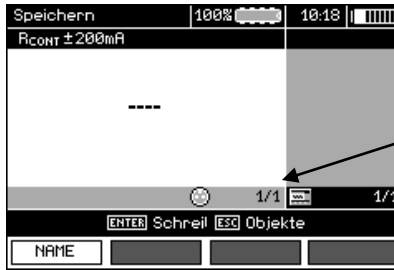 Speichern 100% 10:18
RCONT ±200mA
----
1/1 1/1
ENTER Schreil ESC Objekte
NAME